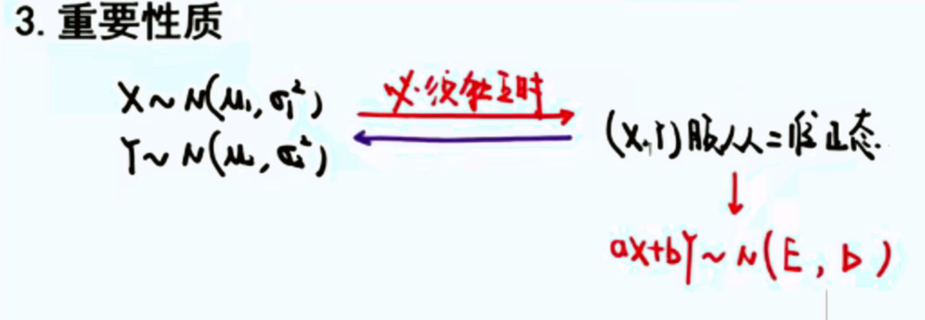 3. 重要性质
X~N(μ₁,σ₁²)
必须独立时
Y~N(μ₂,σ₂²)
(X,Y)服从二维正态.
aX+bY~N(E,D)